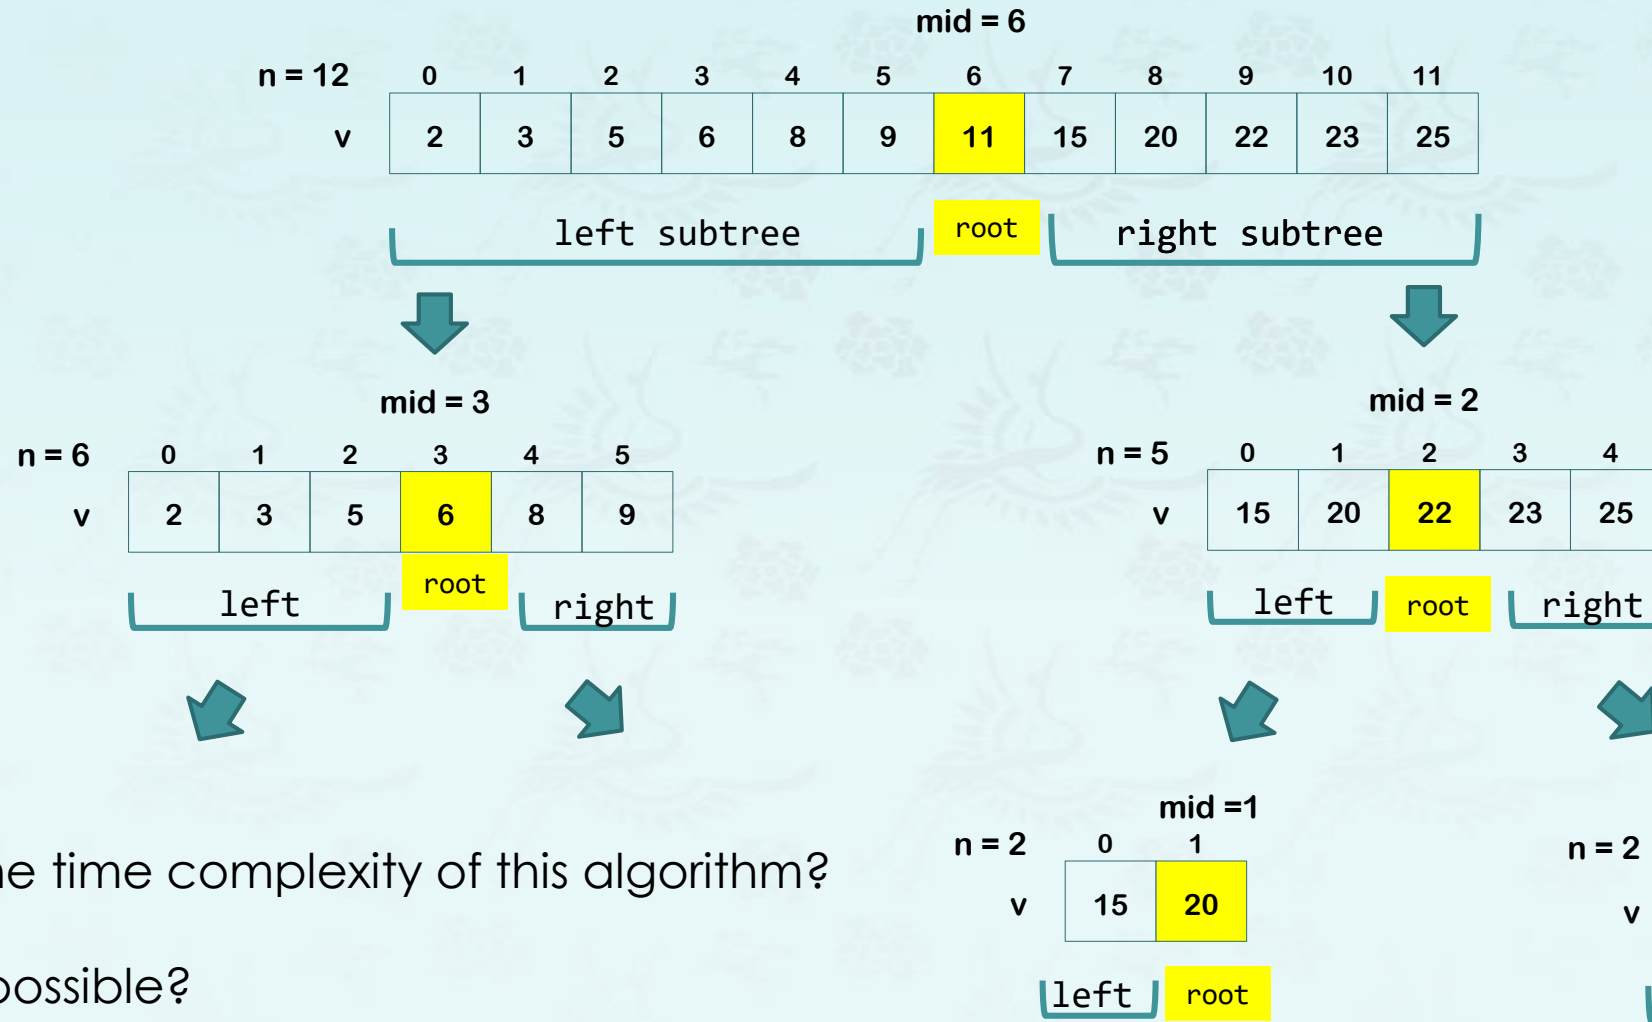 mid = 6
n = 12 0 1 2 3 4 5 6 7 8 9 10 11
v 2 3 5 6 8 9 11 15 20 22 23 25
left subtree root right subtree
mid = 3
n = 6 0 1 2 3 4 5
v 2 3 5 6 8 9
left root right
mid = 2
n = 5 0 1 2 3 4
v 15 20 22 23 25
left root right
mid =1
n = 2 0 1
v 15 20
left root
n = 2
v
time complexity of this algorithm?
possible?